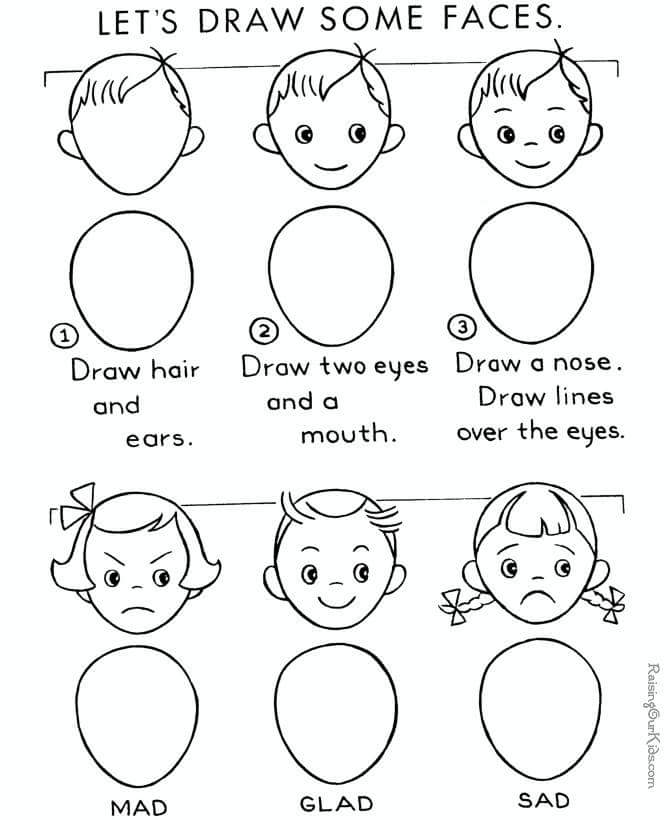 LET'S DRAW SOME FACES.
1
Draw hair
and
ears.
2
Draw two eyes
and a
mouth.
3
Draw a nose.
Draw lines
over the eyes.
MAD
GLAD
SAD
RaisingOurKids.com